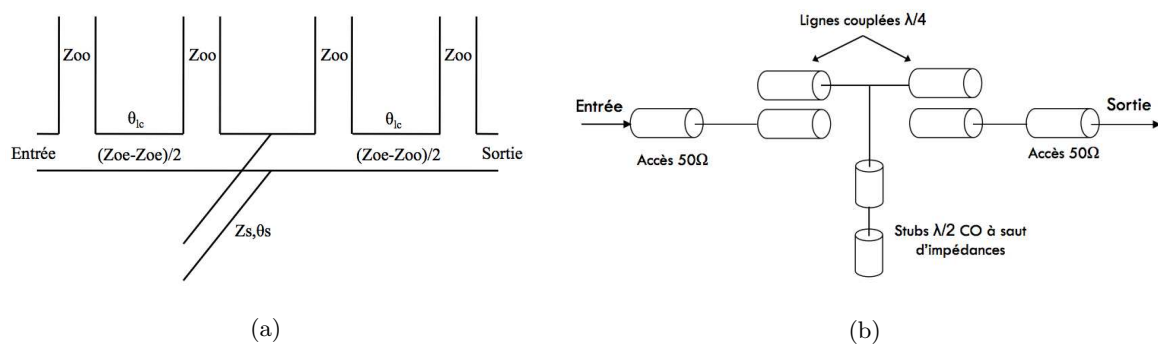 Zoo
Zoo
Zoo
Zoo
θlc
θlc
Entrée
(Zoe-Zoe)/2
(Zoe-Zoo)/2
Sortie
Zs,θs
(a)
Lignes couplées λ/4
Entrée
Sortie
Accès 50Ω
Accès 50Ω
Stubs λ/2 CO à saut
d'impédances
(b)